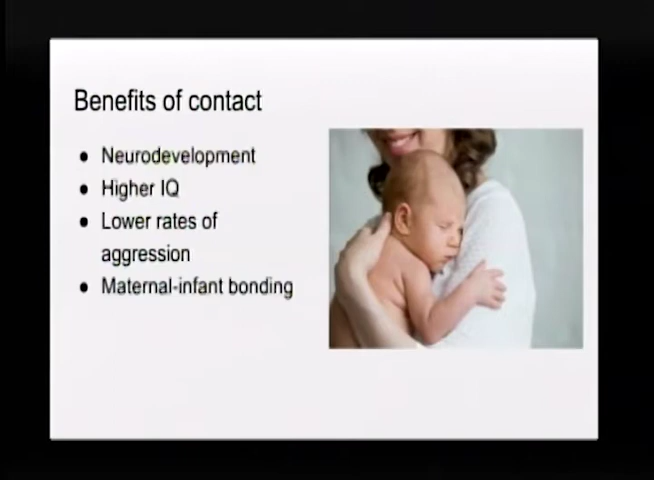 Benefits of contact
● Neurodevelopment
● Higher IQ
● Lower rates of
aggression
● Maternal-infant bonding